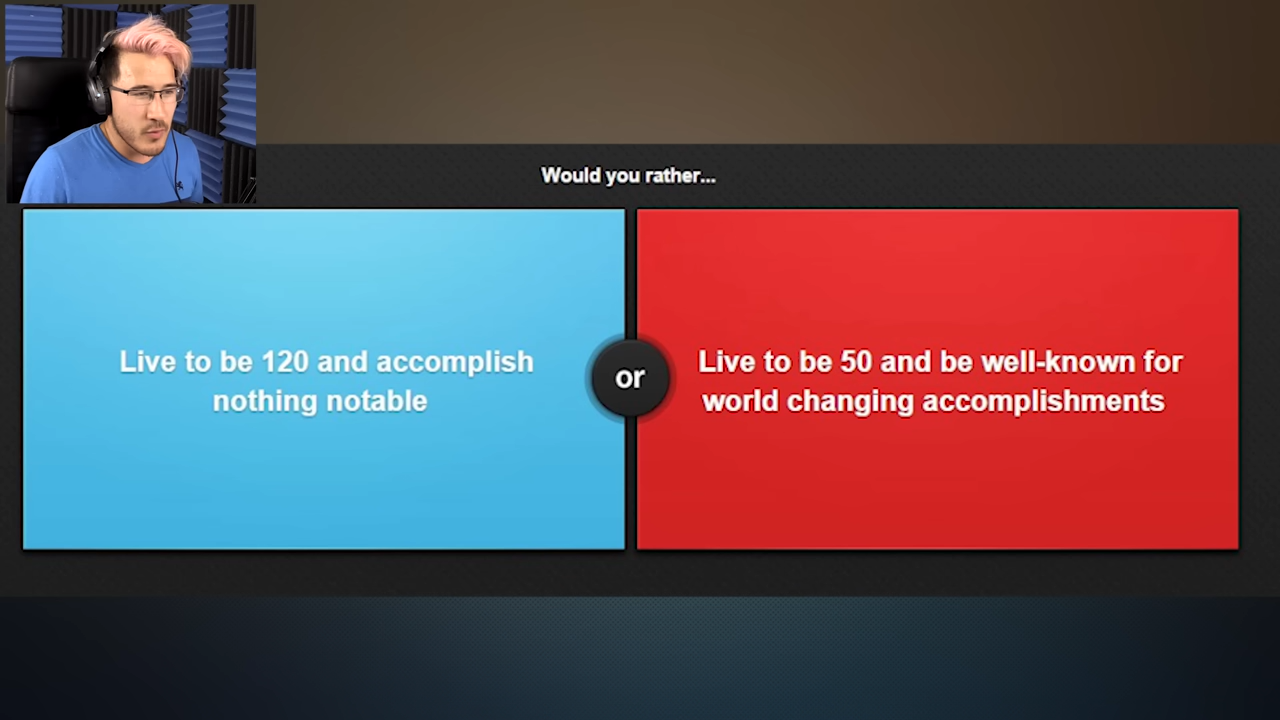 Would you rather...
Live to be 120 and accomplish
nothing notable
or
Live to be 50 and be well-known for
world changing accomplishments